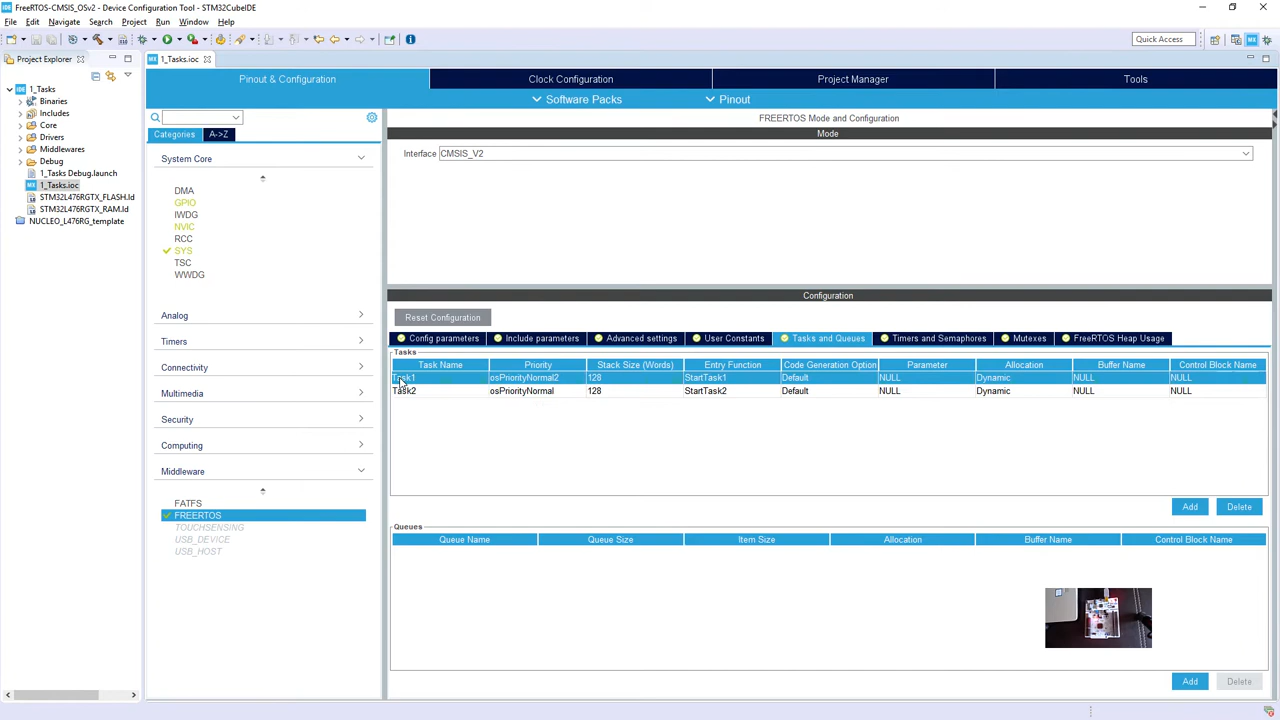 FreeRTOS-CMSIS_OSv2 - Device Configuration Tool - STM32CubeIDE
File Edit Navigate Search Project Run Window Help
Quick Access
Project Explorer
1_Tasks.ioc
1_Tasks
Binaries
Includes
Core
Drivers
Middlewares
Debug
1_Tasks Debug.launch
1_Tasks.ioc
STM32L476RGTX_FLASH.ld
STM32L476RGTX_RAM.ld
NUCLEO_L476RG_template
Pinout & Configuration Clock Configuration Project Manager Tools
Software Packs Pinout
Categories A->Z
System Core
DMA
GPIO
IWDG
NVIC
RCC
SYS
TSC
WWDG
Analog
Timers
Connectivity
Multimedia
Security
Computing
Middleware
FATFS
FREERTOS
TOUCHSENSING
USB_DEVICE
USB_HOST
FREERTOS Mode and Configuration
Mode
Interface CMSIS_V2
Configuration
Reset Configuration
Config parameters Include parameters Advanced settings User Constants Tasks and Queues Timers and Semaphores Mutexes FreeRTOS Heap Usage
Tasks
Task Name Priority Stack Size (Words) Entry Function Code Generation Option Parameter Allocation Buffer Name Control Block Name
Task1 osPriorityNormal2 128 StartTask1 Default NULL Dynamic NULL NULL
Task2 osPriorityNormal 128 StartTask2 Default NULL Dynamic NULL NULL
Add Delete
Queues
Queue Name Queue Size Item Size Allocation Buffer Name Control Block Name
Add Delete